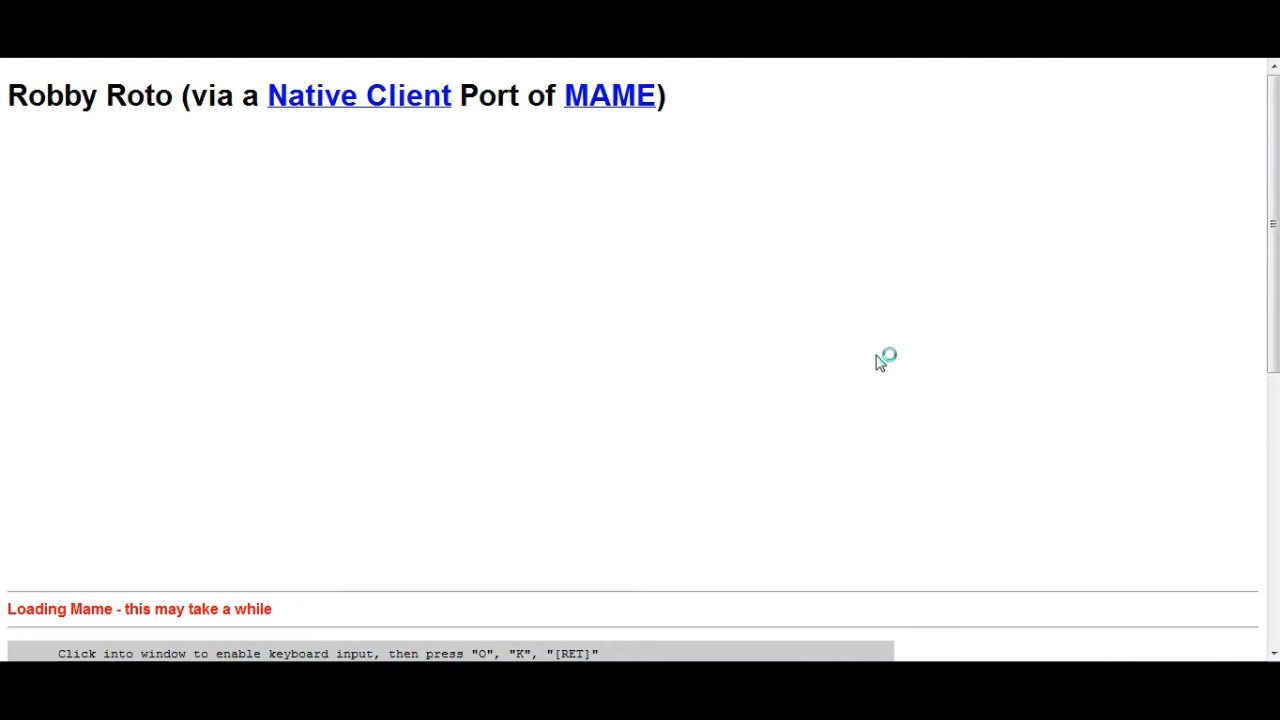 Robby Roto (via a Native Client Port of MAME)
Loading Mame - this may take a while
Click into window to enable keyboard input, then press "O", "K", "[RET]"